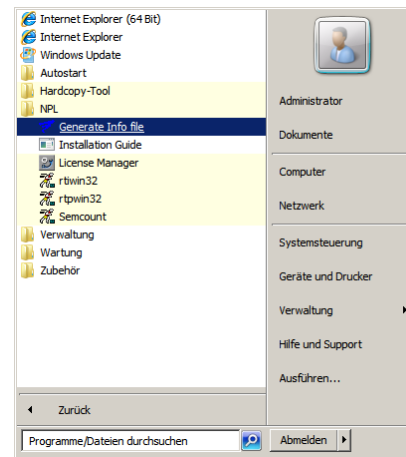 Internet Explorer (64 Bit)
Internet Explorer
Windows Update
Autostart
Hardcopy-Tool
NPL
Generate Info file
Installation Guide
License Manager
rtiwin32
rtpwin32
Semcount
Verwaltung
Wartung
Zubehör
Zurück
Programme/Dateien durchsuchen
Administrator
Dokumente
Computer
Netzwerk
Systemsteuerung
Geräte und Drucker
Verwaltung
Hilfe und Support
Ausführen...
Abmelden